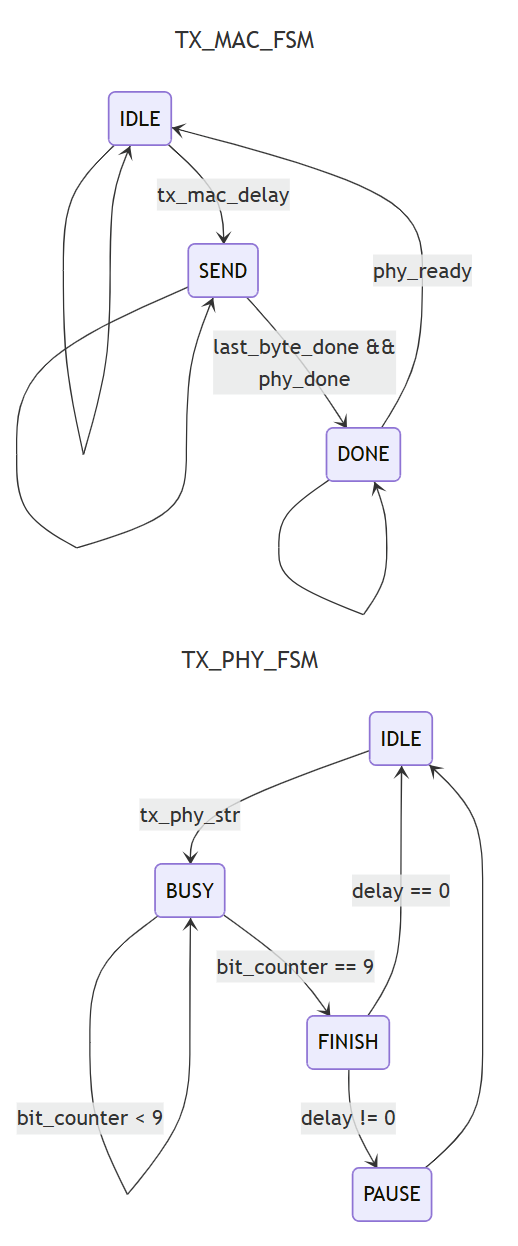 TX_MAC_FSM
IDLE
tx_mac_delay
SEND
phy_ready
last_byte_done &&
phy_done
DONE
TX_PHY_FSM
IDLE
tx_phy_str
BUSY
delay == 0
bit_counter == 9
FINISH
bit_counter < 9
delay != 0
PAUSE